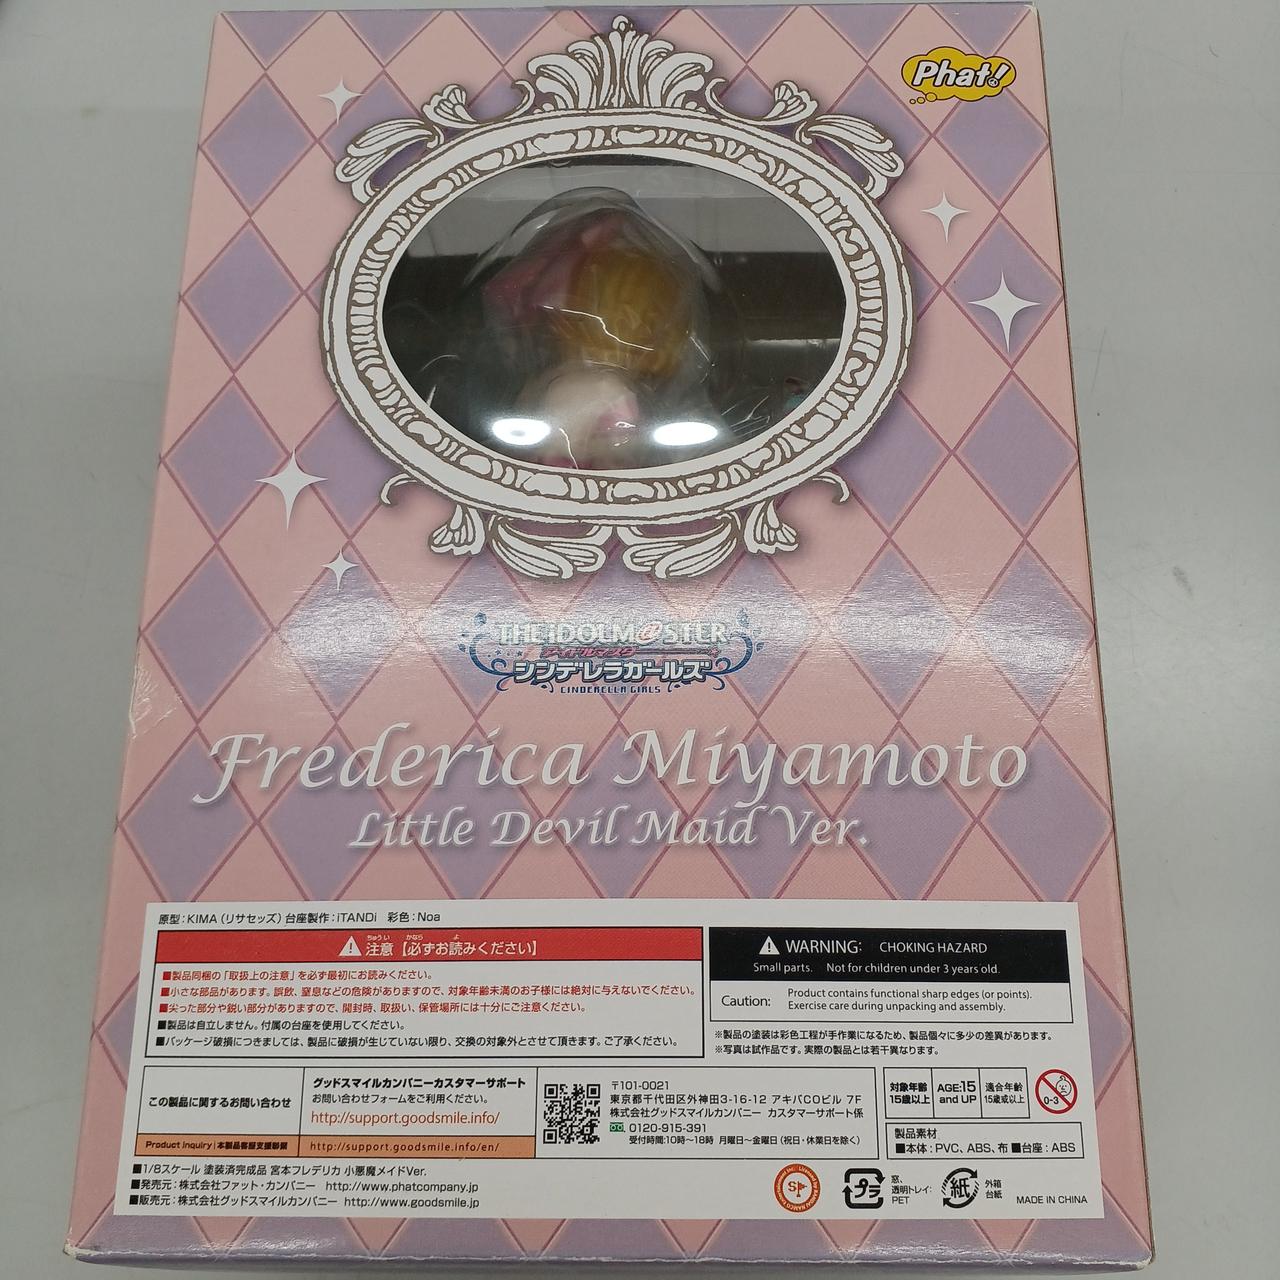 Phat!
THE iDOLM@STER
アイドルマスター
シンデレラガールズ
CINDERELLA GIRLS
Frederica Miyamoto
Little Devil Maid Ver.
原型:KIMA (リサセッズ) 台座製作:iTANDi 彩色:Noa
注意【必ずお読みください】
■製品同梱の「取扱上の注意」を必ず最初にお読みください。
■小さな部品があります。誤飲、窒息などの危険がありますので、対象年齢未満のお子様には絶対に与えないでください。
■尖った部分や鋭い部分がありますので、開封時、取扱い、保管場所には十分にご注意ください。
■製品は自立しません。付属の台座を使用してください。
■パッケージ破損につきましては、製品に破損が生じていない限り、交換の対象外とさせて頂きます。ご了承ください。
WARNING: CHOKING HAZARD
Small parts. Not for children under 3 years old.
Caution: Product contains functional sharp edges (or points).
Exercise care during unpacking and assembly.
※製品の塗装は彩色工程が手作業になるため、製品個々に多少の差異があります。
※写真は試作品です。実際の製品とは若干異なります。
この製品に関するお問い合わせ
グッドスマイルカンパニーカスタマーサポート
お問い合わせフォームをご利用ください。
http://support.goodsmile.info/
Product Inquiry | 本製品客服支援聯繫
http://support.goodsmile.info/en/
〒101-0021
東京都千代田区外神田3-16-12 アキバCOビル 7F
株式会社グッドスマイルカンパニー カスタマーサポート係
0120-915-391
受付時間:10時〜18時 月曜日〜金曜日(祝日・休業日を除く)
対象年齢
15歳以上
AGE:15
and UP
適合年齢
15歳或以上
0-3
製品素材
■本体:PVC、ABS、布 ■台座:ABS
■1/8スケール 塗装済完成品 宮本フレデリカ 小悪魔メイドVer.
■発売元:株式会社ファット・カンパニー http://www.phatcompany.jp
■販売元:株式会社グッドスマイルカンパニー http://www.goodsmile.jp
SP
プラ
窓、
透明トレイ:
PET
紙
外箱
台紙
MADE IN CHINA